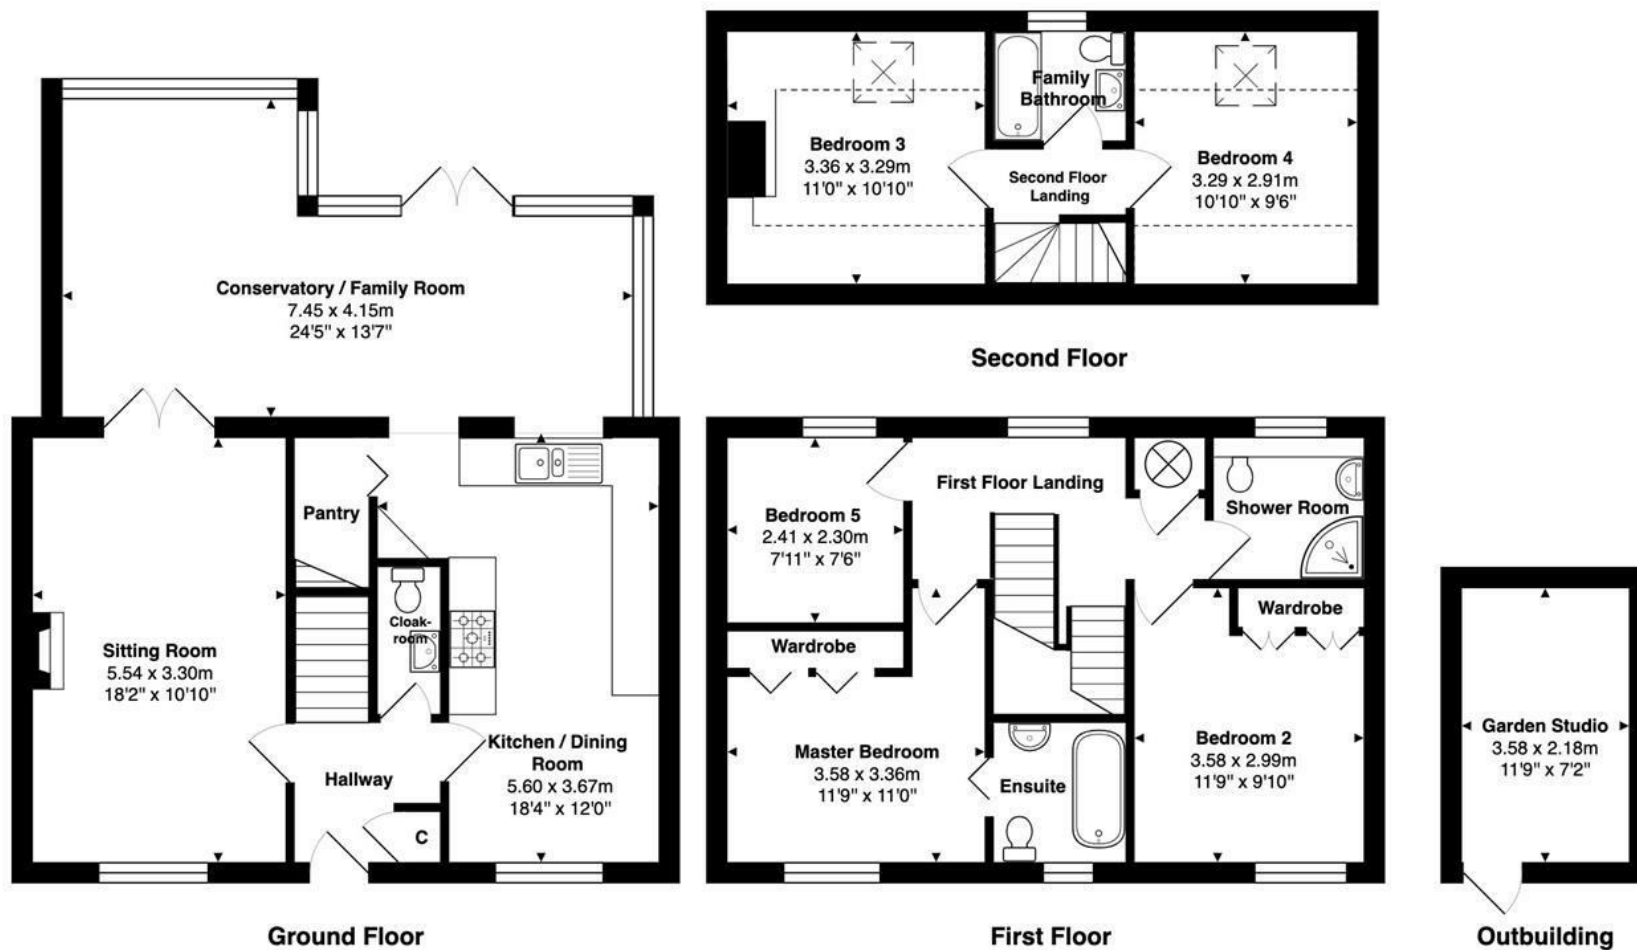 Conservatory / Family Room
7.45 x 4.15m
24'5" x 13'7"
Pantry
Cloak-
room
Sitting Room
5.54 x 3.30m
18'2" x 10'10"
Hallway
C
Kitchen / Dining
Room
5.60 x 3.67m
18'4" x 12'0"
Ground Floor
Bedroom 3
3.36 x 3.29m
11'0" x 10'10"
Family
Bathroom
Second Floor
Landing
Bedroom 4
3.29 x 2.91m
10'10" x 9'6"
Second Floor
Bedroom 5
2.41 x 2.30m
7'11" x 7'6"
First Floor Landing
Shower Room
Wardrobe
Wardrobe
Master Bedroom
3.58 x 3.36m
11'9" x 11'0"
Ensuite
Bedroom 2
3.58 x 2.99m
11'9" x 9'10"
First Floor
Garden Studio
3.58 x 2.18m
11'9" x 7'2"
Outbuilding